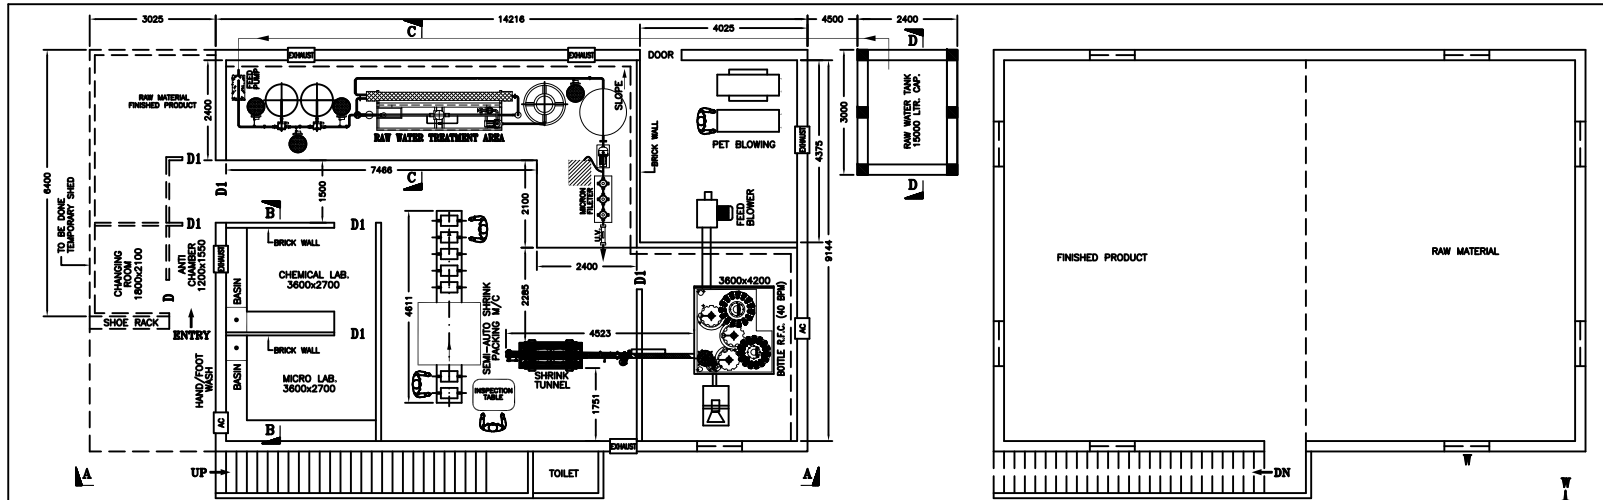 3025
14216
4500
2400
C
4025
D
EXHAUST
EXHAUST
DOOR
FEED
PUMP
SLOPE
RAW MATERIAL
FINISHED PRODUCT
2400
RAW WATER TREATMENT AREA
BRICK WALL
PET BLOWING
EXHAUST
4375
3000
RAW WATER TANK
15000 LTR. CAP.
6400
TO BE DONE
TEMPORARY SHED
D1
7466
C
D
D1
1500
MICRON
FILETER
2100
FEED
BLOWER
B
D1
D1
U.V
BRICK WALL
EXHAUST
CHANGING
ROOM
1800x2100
ANTI
CHAMBER
1200x1550
D
BASIN
CHEMICAL LAB.
3600x2700
2400
D1
3600x4200
9144
FINISHED PRODUCT
RAW MATERIAL
4611
SEMI-AUTO SHRINK
PACKING M/C
2285
4523
BOTTLE R.F.C. (40 BPM)
AC
SHOE RACK
ENTRY
D1
BRICK WALL
HAND/FOOT
WASH
BASIN
MICRO LAB.
3600x2700
INSPECTION
TABLE
SHRINK
TUNNEL
1751
AC
B
EXHAUST
A
UP
TOILET
A
DN
W
W